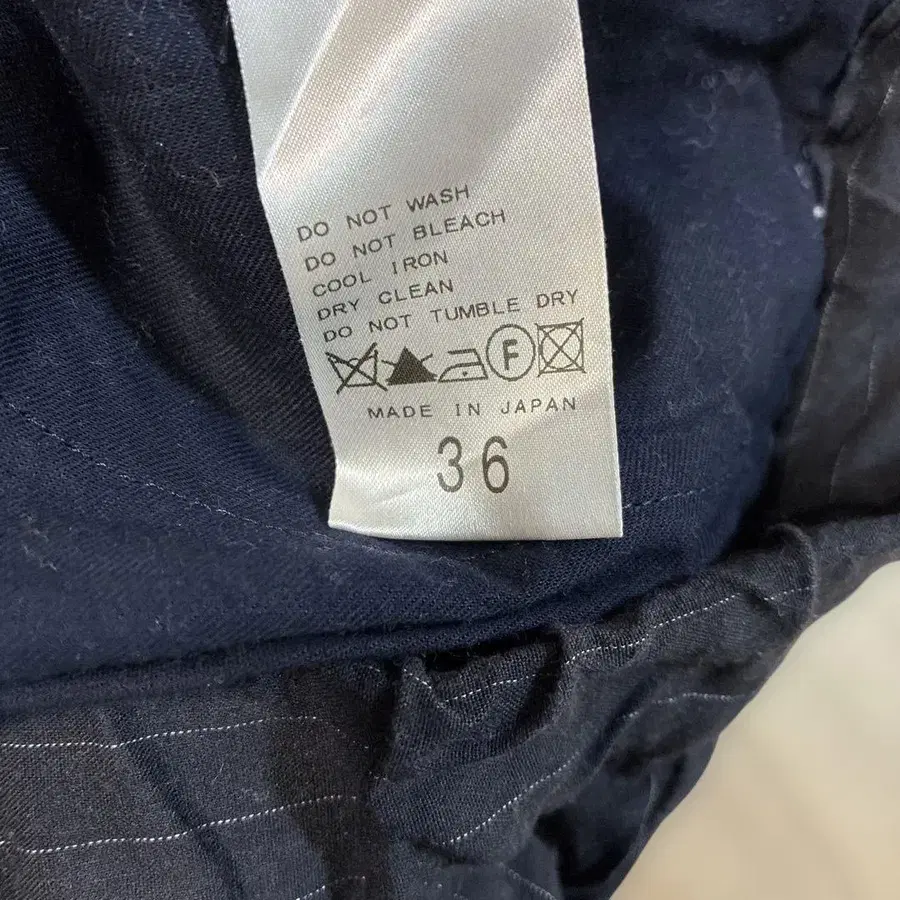 DO NOT WASH
DO NOT BLEACH
COOL IRON
DRY CLEAN
DO NOT TUMBLE DRY
F
MADE IN JAPAN
36